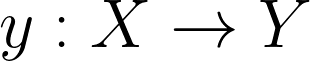 y : X → Y